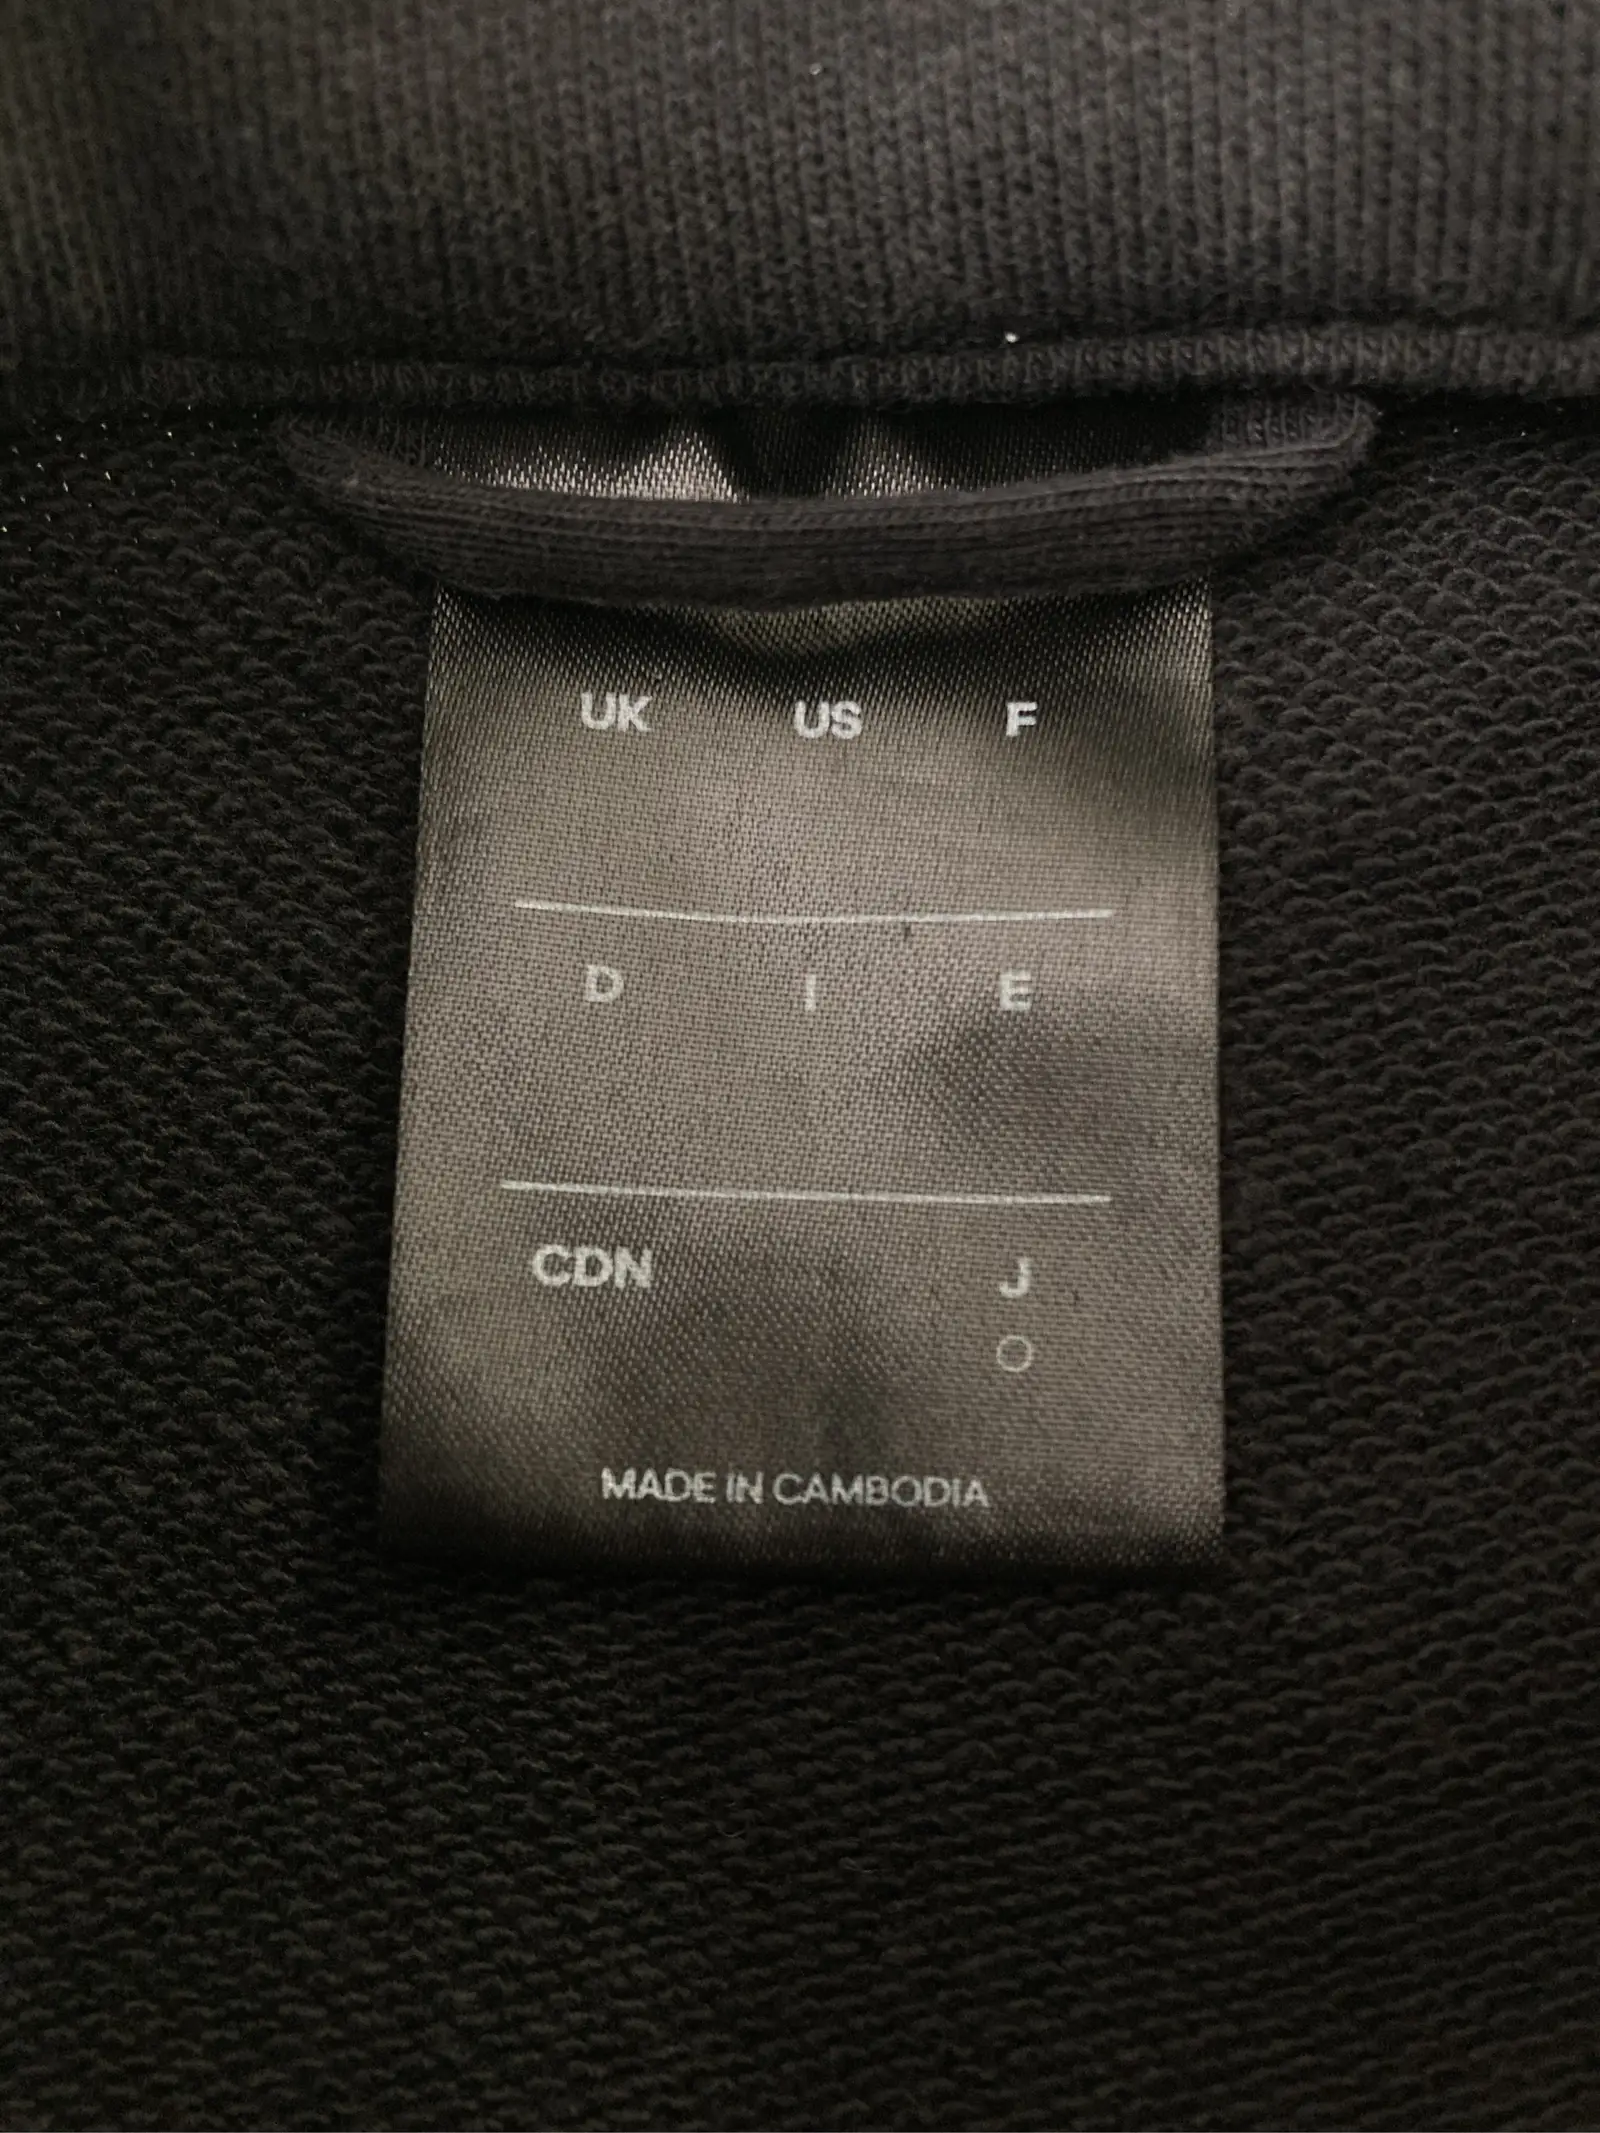 UK US F
D I E
CDN J
O
MADE IN CAMBODIA